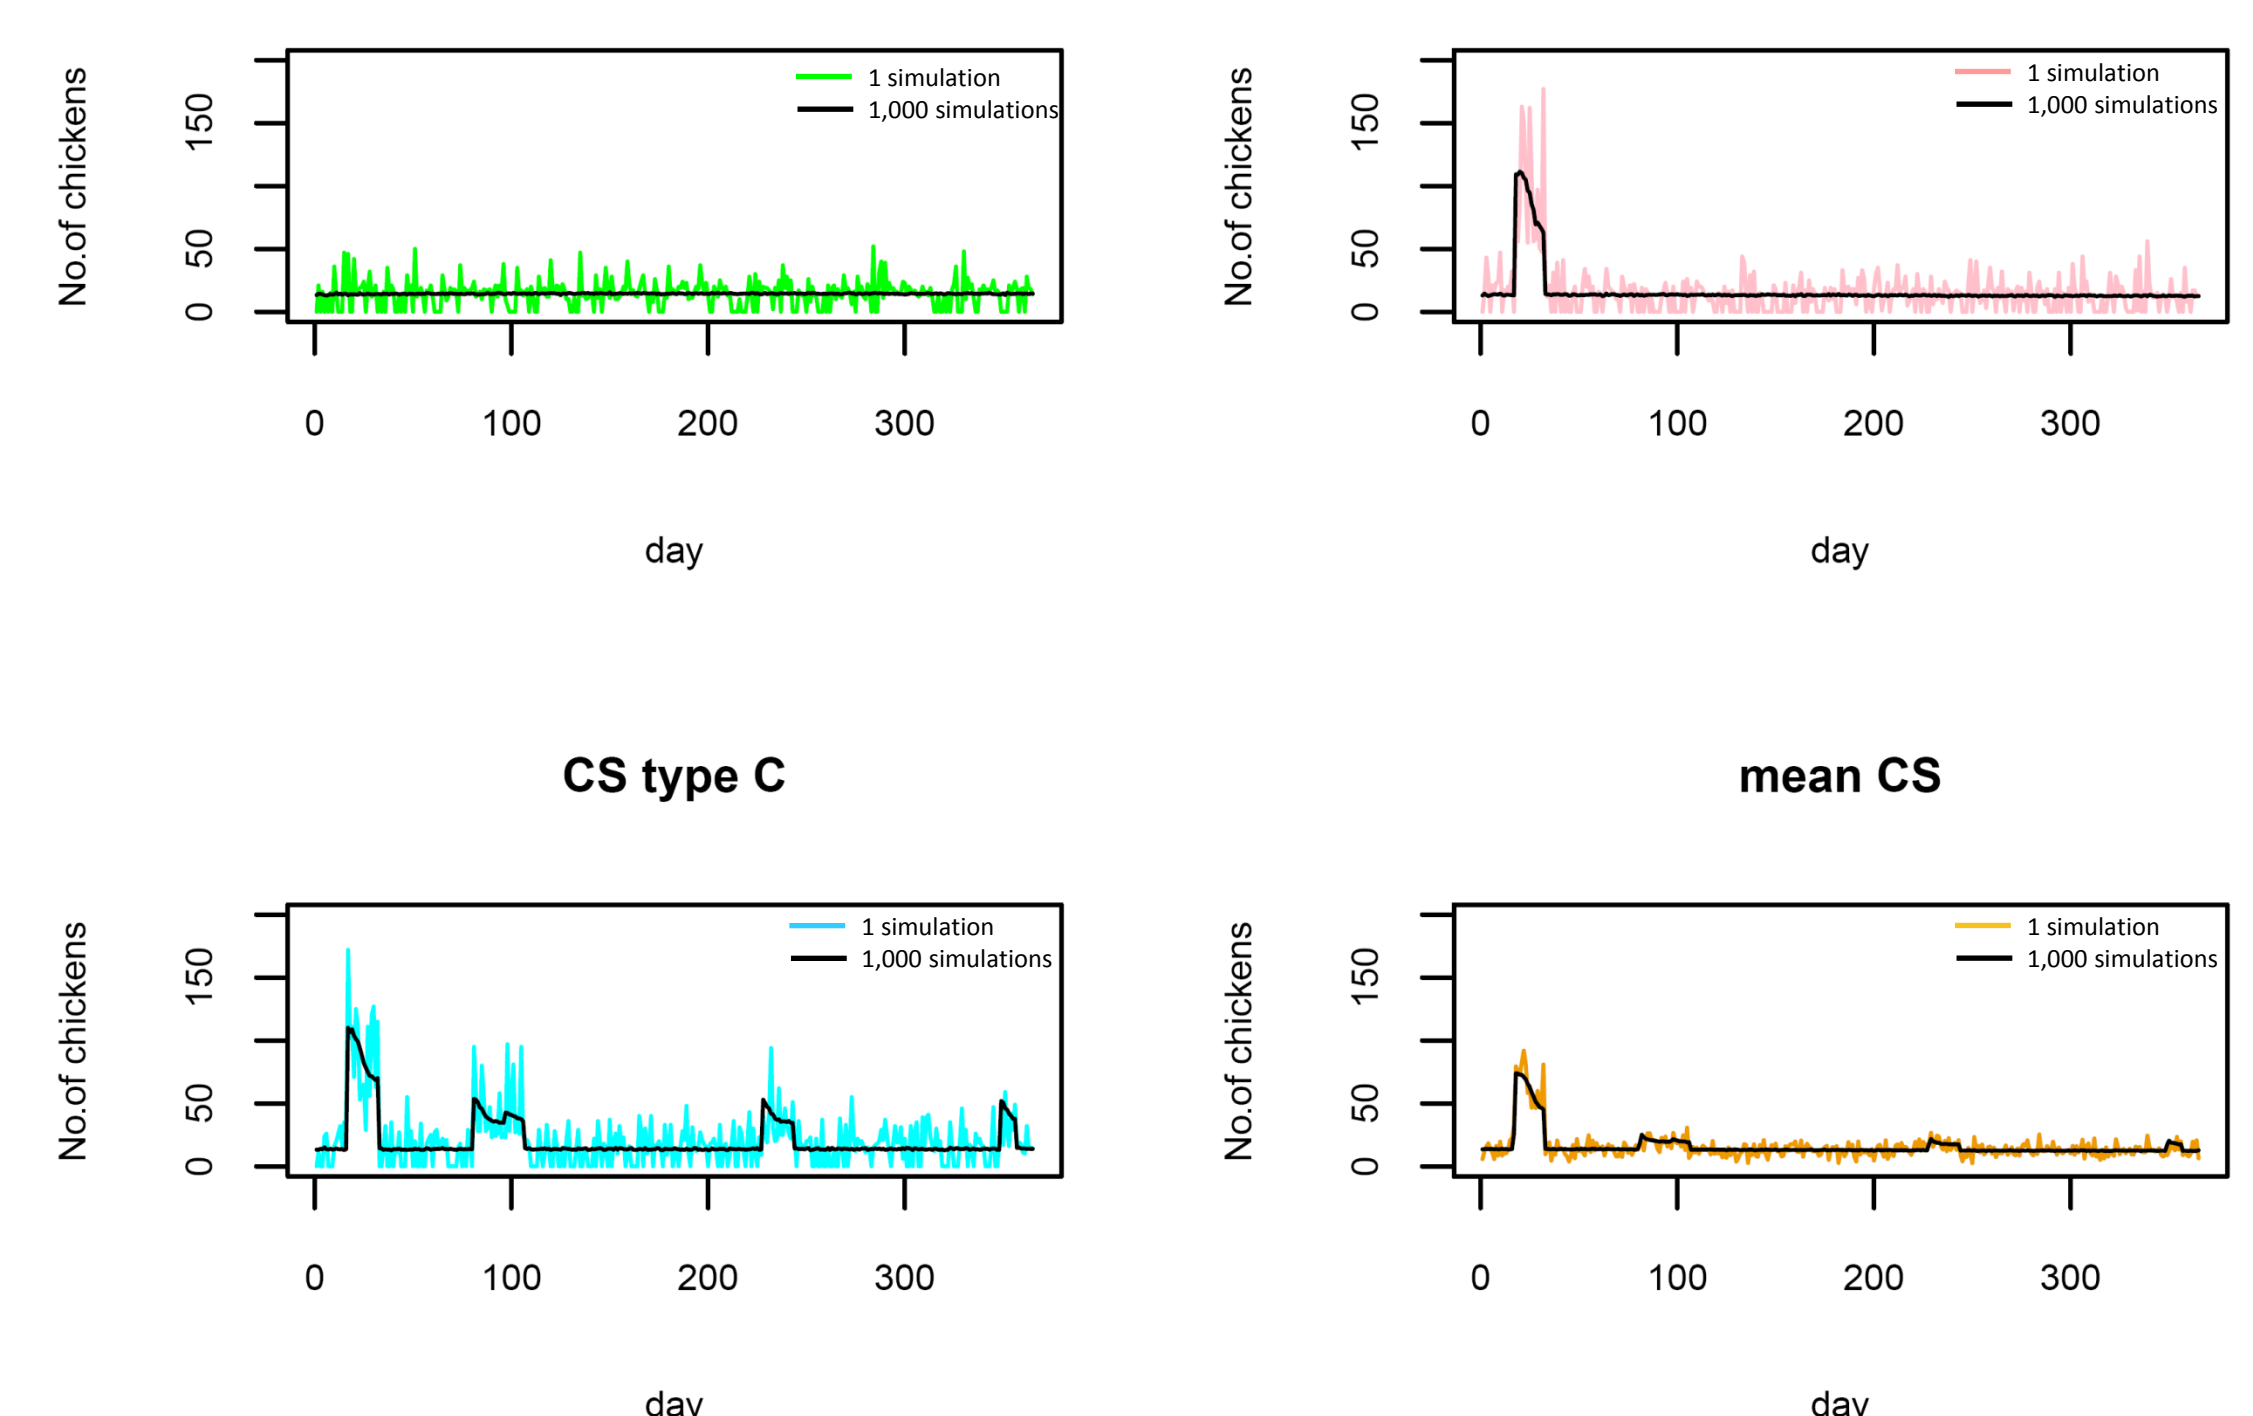 1 simulation
1,000 simulations
No.of chickens
150
50
0
0 100 200 300
day
1 simulation
1,000 simulations
No.of chickens
150
50
0
0 100 200 300
day
CS type C
1 simulation
1,000 simulations
No.of chickens
150
50
0
0 100 200 300
day
mean CS
1 simulation
1,000 simulations
No.of chickens
150
50
0
0 100 200 300
day